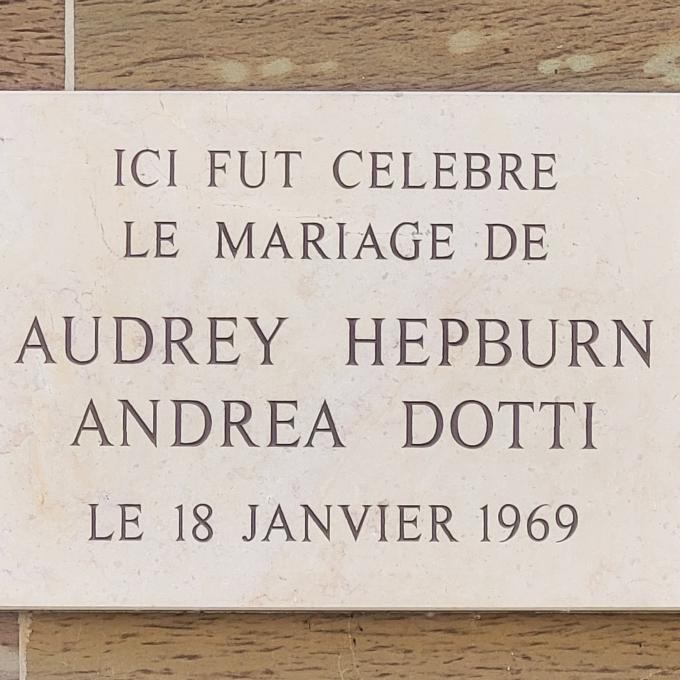 ICI FUT CELEBRE
LE MARIAGE DE
AUDREY HEPBURN
ANDREA DOTTI
LE 18 JANVIER 1969